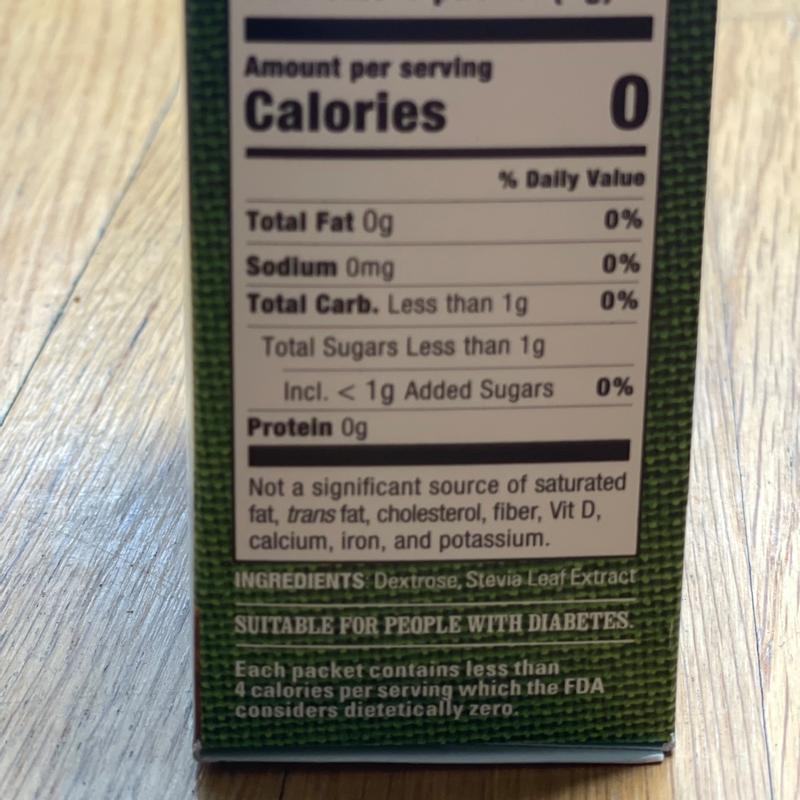 Amount per serving
Calories 0
% Daily Value
Total Fat 0g 0%
Sodium 0mg 0%
Total Carb. Less than 1g 0%
Total Sugars Less than 1g
Incl. < 1g Added Sugars 0%
Protein 0g
Not a significant source of saturated
fat, trans fat, cholesterol, fiber, Vit D,
calcium, iron, and potassium.
INGREDIENTS: Dextrose, Stevia Leaf Extract
SUITABLE FOR PEOPLE WITH DIABETES.
Each packet contains less than
4 calories per serving which the FDA
considers dietetically zero.